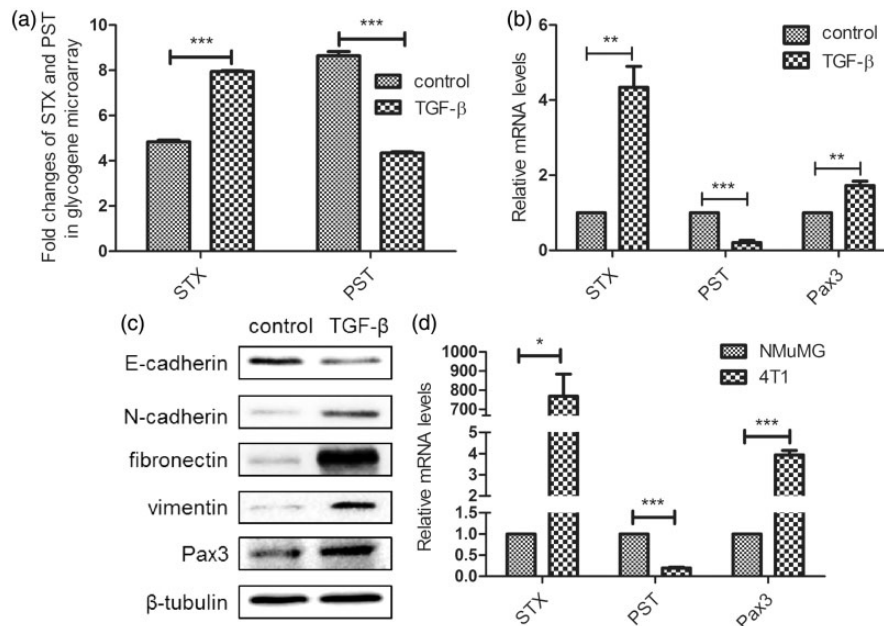 (a)
Fold changes of STX and PST
in glycogene microarray
10
8
6
4
2
0
***
***
control
TGF-β
STX
PST
(b)
Relative mRNA levels
6
4
2
0
**
***
**
control
TGF-β
STX
PST
Pax3
(c)
control TGF-β
E-cadherin
N-cadherin
fibronectin
vimentin
Pax3
β-tubulin
(d)
Relative mRNA levels
1000
900
800
700
600
500
6
5
4
3
2
1.0
0.5
0.0
*
***
***
NMuMG
4T1
STX
PST
Pax3